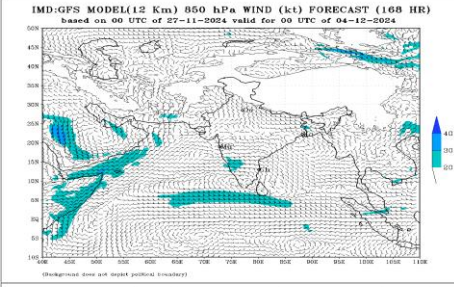 IMD:GFS MODEL(12 Km) 850 hPa WIND (kt) FORECAST (168 HR)
based on 00 UTC of 27-11-2024 valid for 00 UTC of 04-12-2024
50N
45N
40N
35N
30N
25N
20N
15N
10N
5N
EQ
5S
10S
40E 45E 50E 55E 60E 65E 70E 75E 80E 85E 90E 95E 100E 105E 110E
40
30
20
(Background does not depict political boundary)